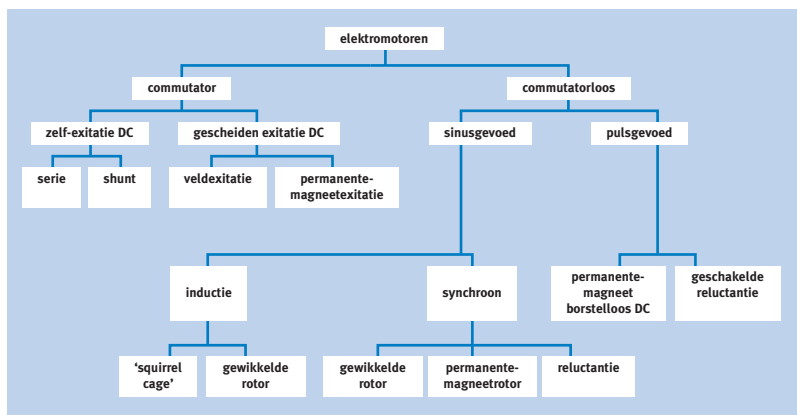 elektromotoren
commutator
commutatorloos
zelf-exitatie DC
gescheiden exitatie DC
sinusgevoed
pulsgevoed
serie
shunt
veldexitatie
permanente-
magneetexitatie
inductie
synchroon
permanente-
magneet
borstelloos DC
geschakelde
reluctantie
‘squirrel
cage’
gewikkelde
rotor
gewikkelde
rotor
permanente-
magneetrotor
reluctantie